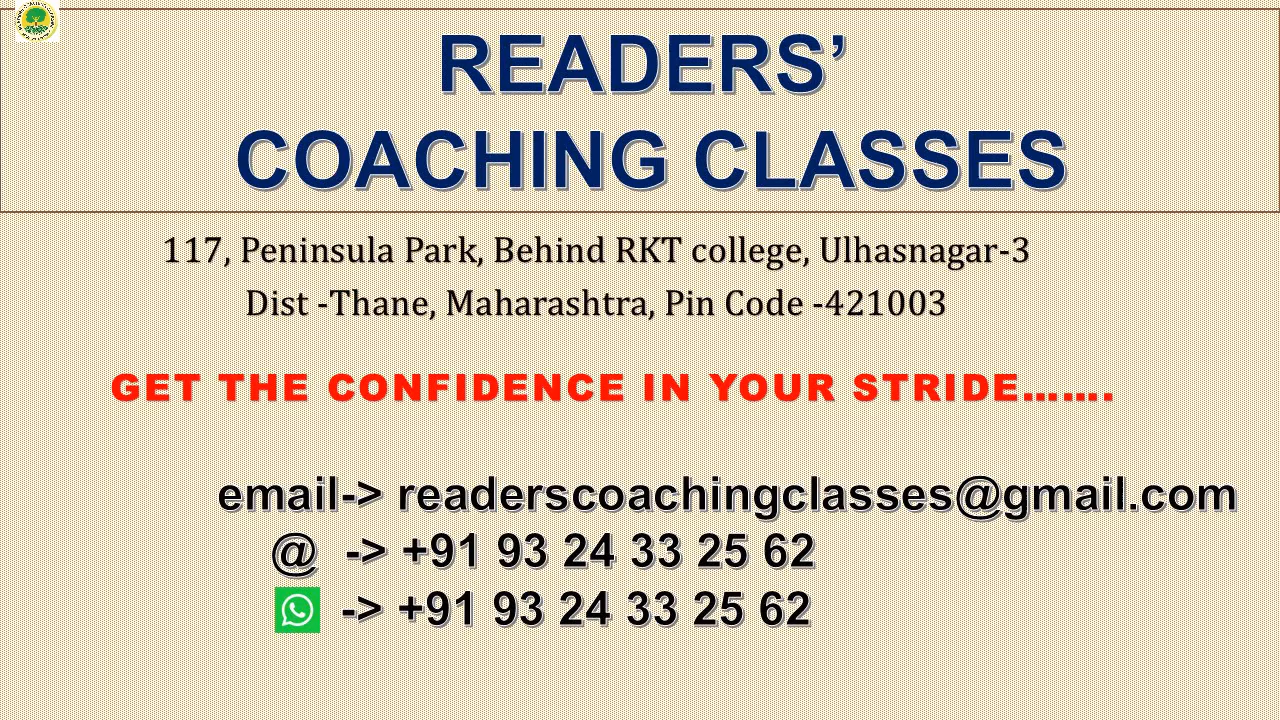 READERS’
COACHING CLASSES
117, Peninsula Park, Behind RKT college, Ulhasnagar-3
Dist -Thane, Maharashtra, Pin Code -421003
GET THE CONFIDENCE IN YOUR STRIDE…….
email-> readerscoachingclasses@gmail.com
@ -> +91 93 24 33 25 62
-> +91 93 24 33 25 62